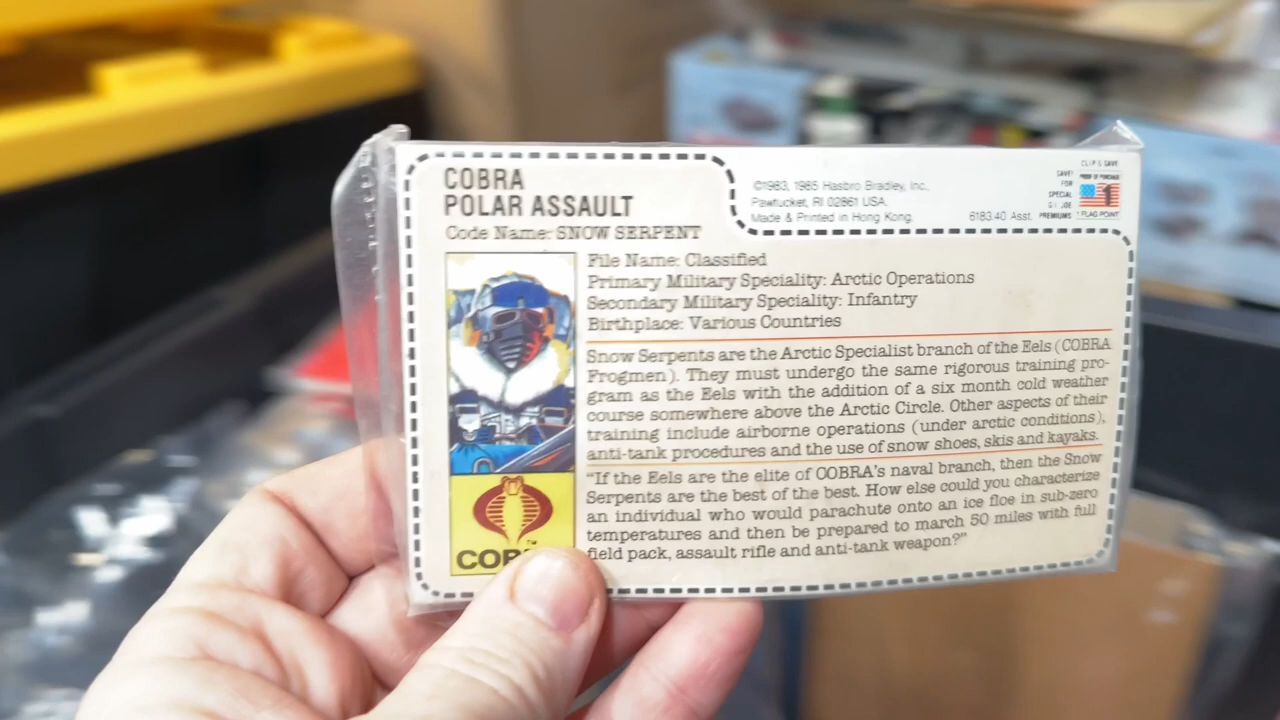 COBRA
POLAR ASSAULT
Code Name: SNOW SERPENT
©1983, 1985 Hasbro Bradley, Inc.,
Pawtucket, RI 02861 USA.
Made & Printed in Hong Kong.
6183.40 Asst.
CLIP & SAVE
SAVE!
FOR
SPECIAL
G.I. JOE
PREMIUMS
PROOF OF PURCHASE
1
1 FLAG POINT
File Name: Classified
Primary Military Speciality: Arctic Operations
Secondary Military Speciality: Infantry
Birthplace: Various Countries
Snow Serpents are the Arctic Specialist branch of the Eels (COBRA
Frogmen). They must undergo the same rigorous training pro-
gram as the Eels with the addition of a six month cold weather
course somewhere above the Arctic Circle. Other aspects of their
training include airborne operations (under arctic conditions),
anti-tank procedures and the use of snow shoes, skis and kayaks.
"If the Eels are the elite of COBRA's naval branch, then the Snow
Serpents are the best of the best. How else could you characterize
an individual who would parachute onto an ice floe in sub-zero
temperatures and then be prepared to march 50 miles with full
field pack, assault rifle and anti-tank weapon?"
TM
COB